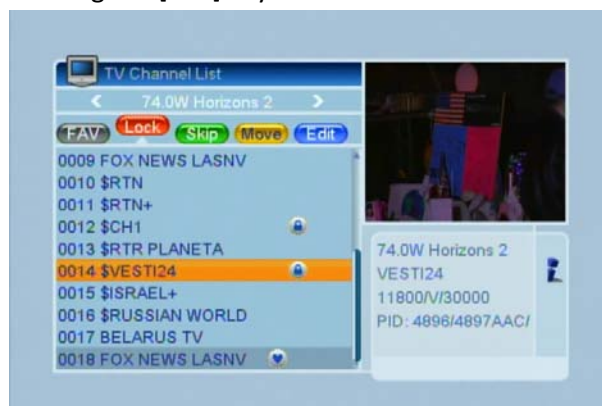 TV Channel List
74.0W Horizons 2
FAV Lock Skip Move Edit
0009 FOX NEWS LASNV
0010 $RTN
0011 $RTN+
0012 $CH1
0013 $RTR PLANETA
0014 $VESTI24
0015 $ISRAEL+
0016 $RUSSIAN WORLD
0017 BELARUS TV
0018 FOX NEWS LASNV
74.0W Horizons 2
VESTI24
11800/V/30000
PID: 4896/4897AAC/